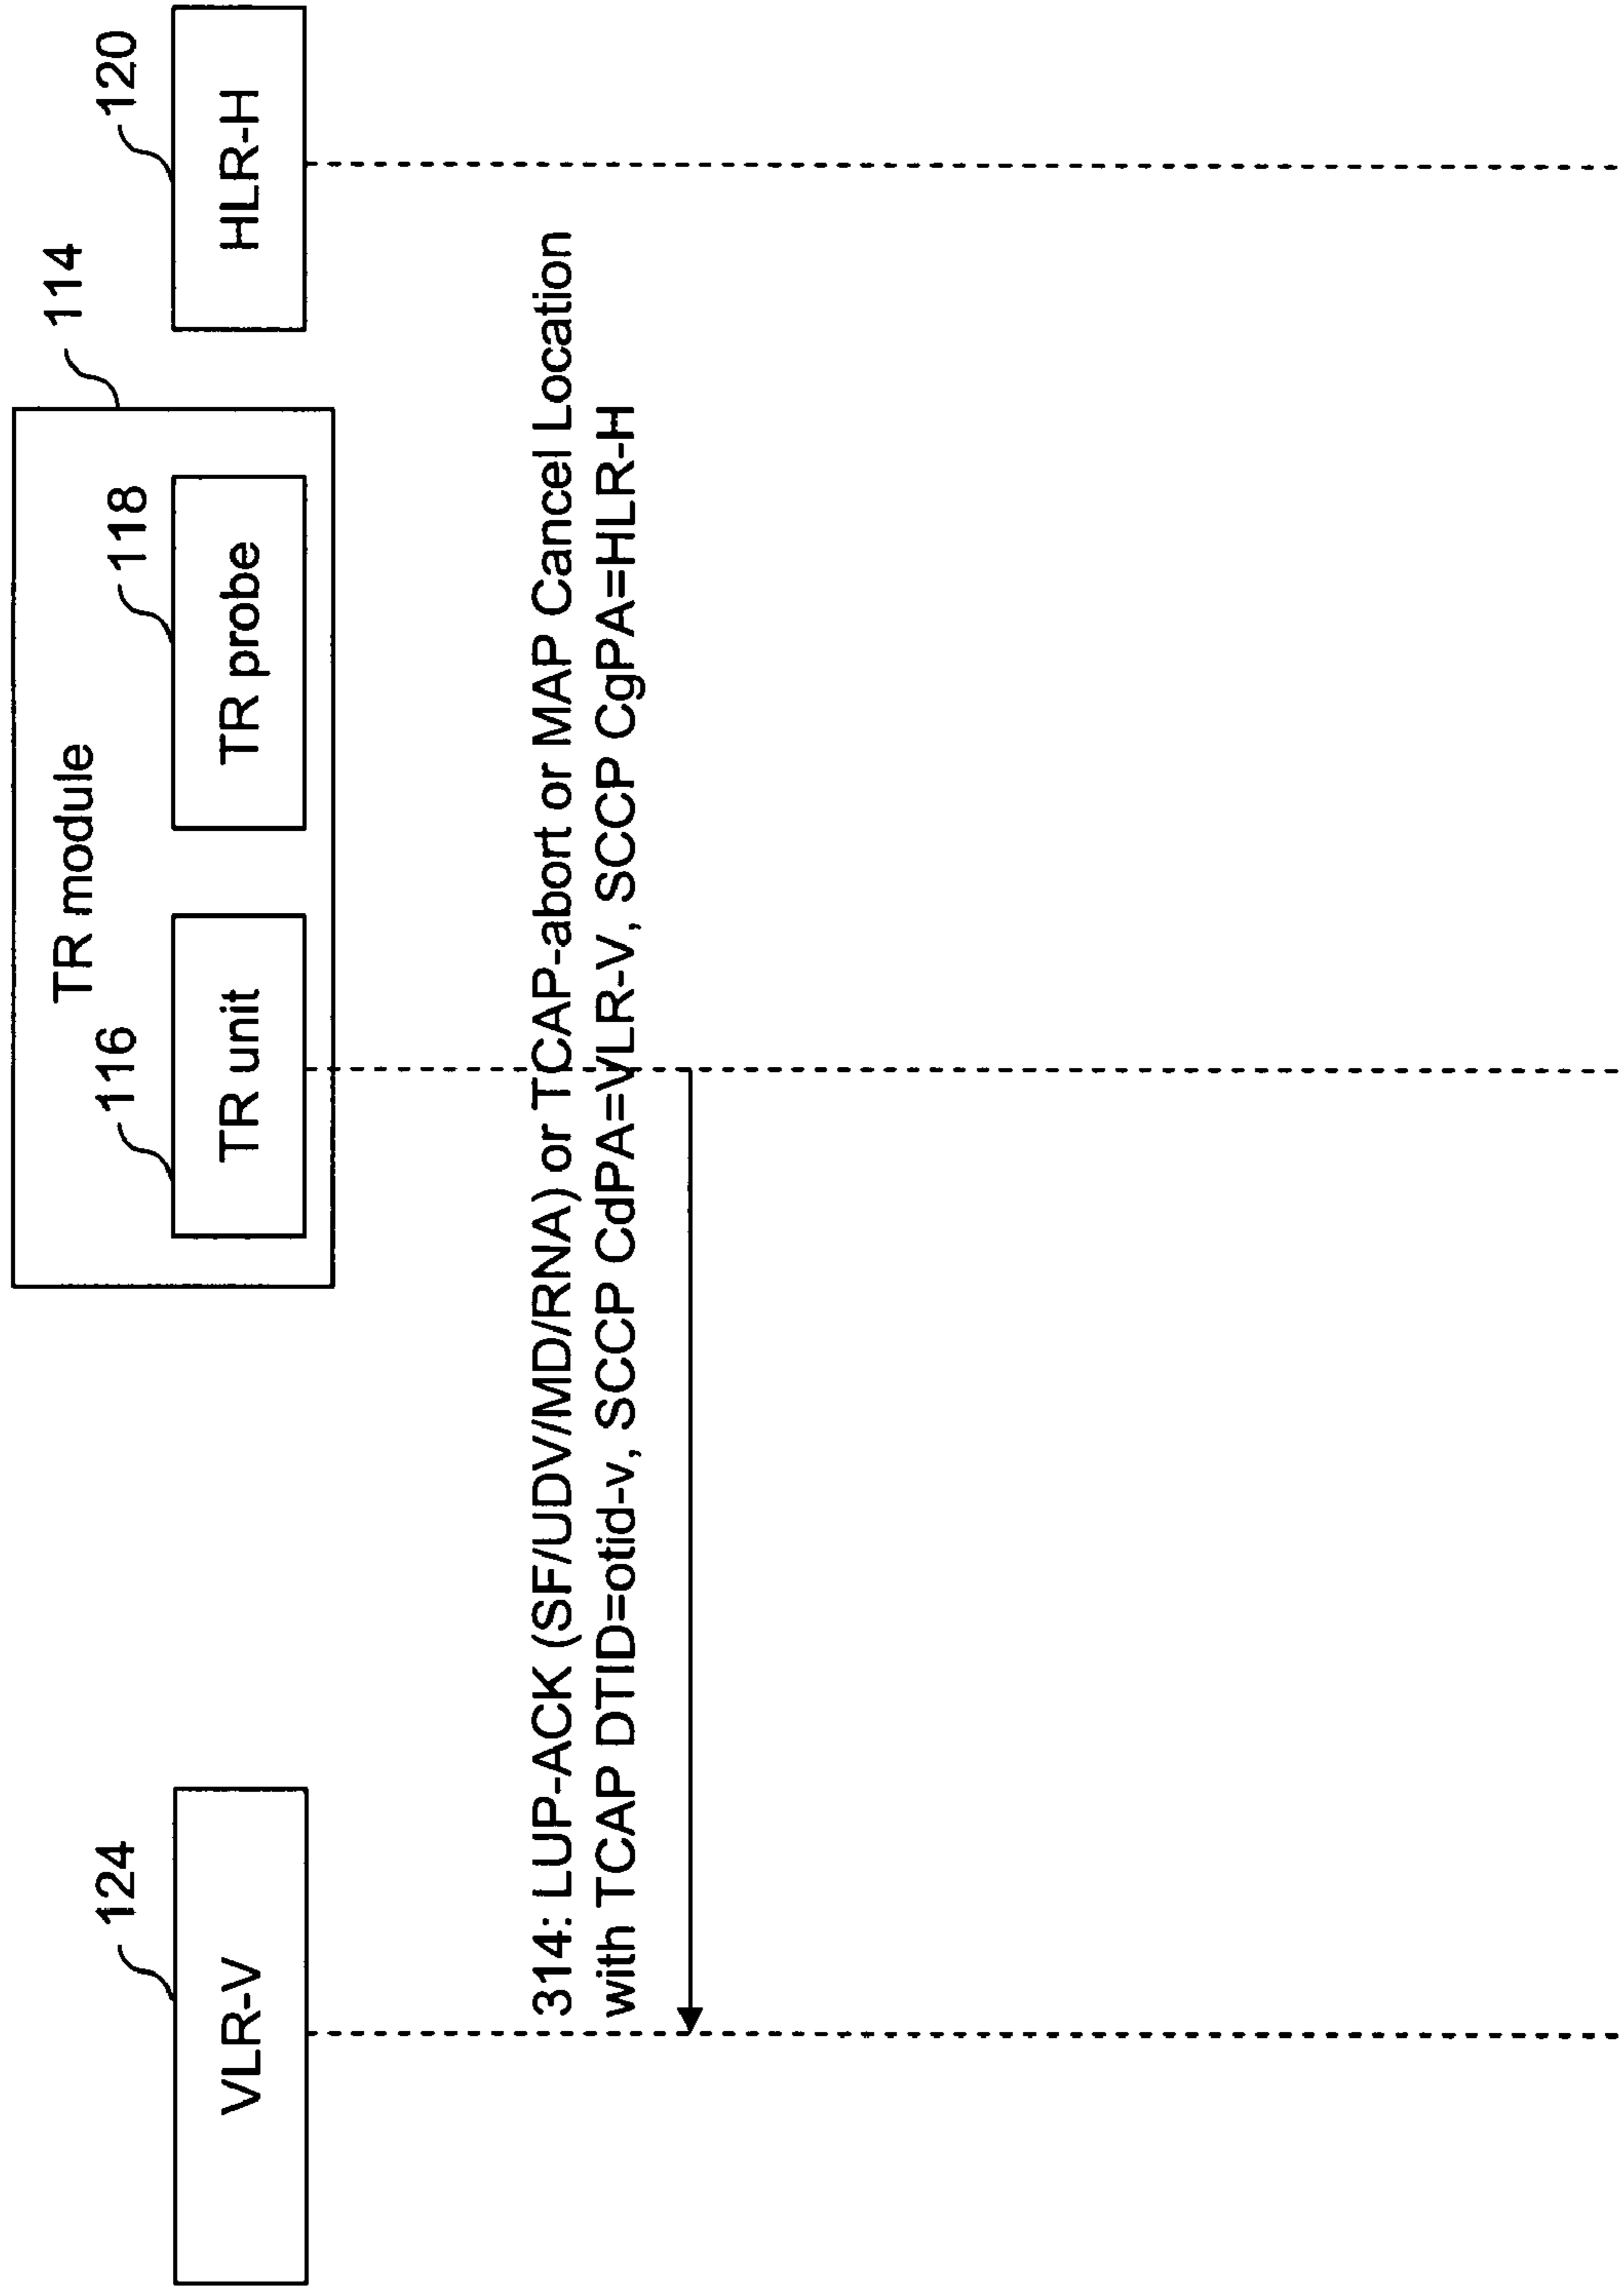 114
TR module
124
116
118
120
VLR-V
TR unit
TR probe
HLR-H
314: LUP-ACK (SF/UDV/MD/RNA) or TCAP-abort or MAP Cancel Location
with TCAP DTID=otid-v, SCCP CdPA=VLR-V, SCCP CgPA=HLR-H